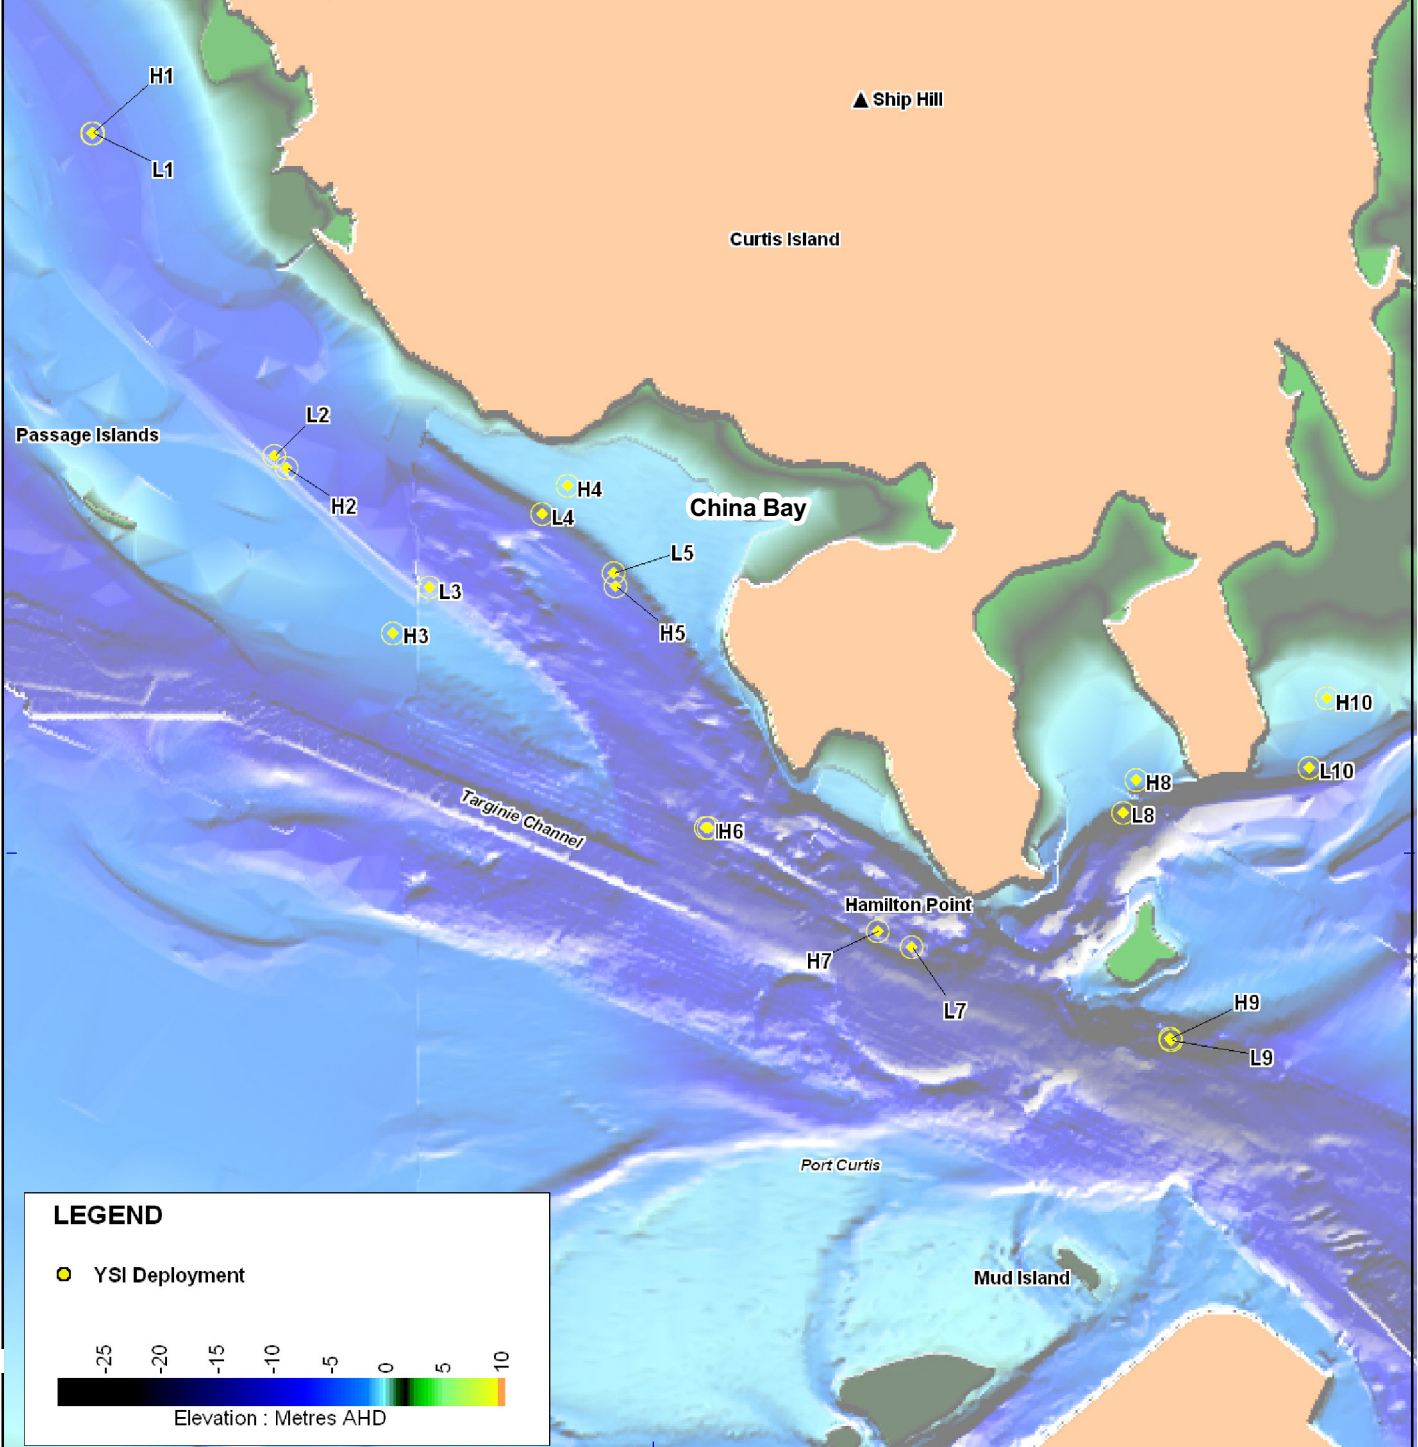 H1
Ship Hill
L1
Curtis Island
L2
Passage Islands
H4
H2
China Bay
L4
L5
L3
H5
H3
H10
L10
H8
Targinie Channel
L8
H6
Hamilton Point
H7
H9
L7
L9
Port Curtis
LEGEND
YSI Deployment
Mud Island
-25 -20 -15 -10 -5 0 5 10
Elevation : Metres AHD